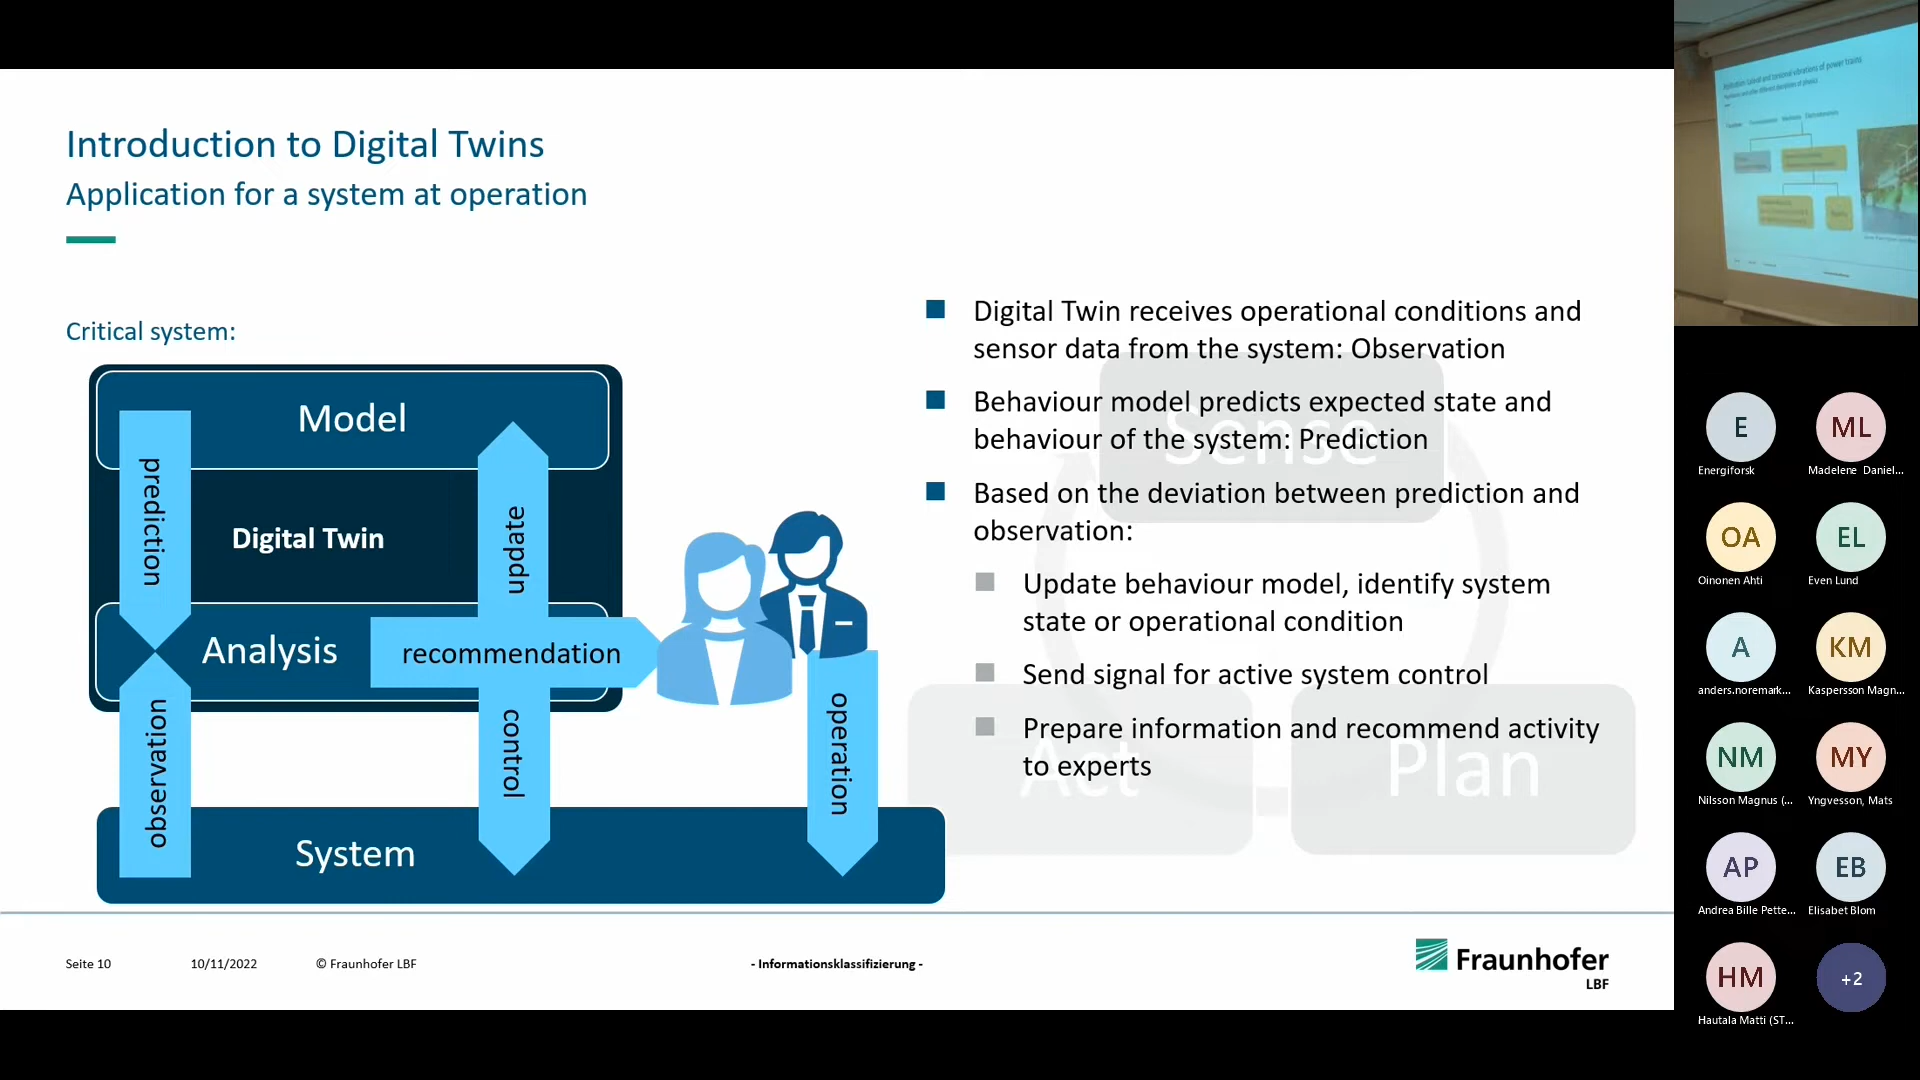 Introduction to Digital Twins
Application for a system at operation
Critical system:
Model
prediction
update
Digital Twin
Analysis
recommendation
observation
control
operation
System
Digital Twin receives operational conditions and
sensor data from the system: Observation
Behaviour model predicts expected state and
behaviour of the system: Prediction
Based on the deviation between prediction and
observation:
Update behaviour model, identify system
state or operational condition
Send signal for active system control
Prepare information and recommend activity
to experts
Sense
Act
Plan
Seite 10
10/11/2022
© Fraunhofer LBF
- Informationsklassifizierung -
Fraunhofer
LBF
E
Energiforsk
ML
Madelene Daniel...
OA
Oinonen Ahti
EL
Even Lund
A
anders.noremark...
KM
Kaspersson Magn...
NM
Nilsson Magnus (...
MY
Yngvesson, Mats
AP
Andrea Bille Pette...
EB
Elisabet Blom
HM
Hautala Matti (ST...
+2